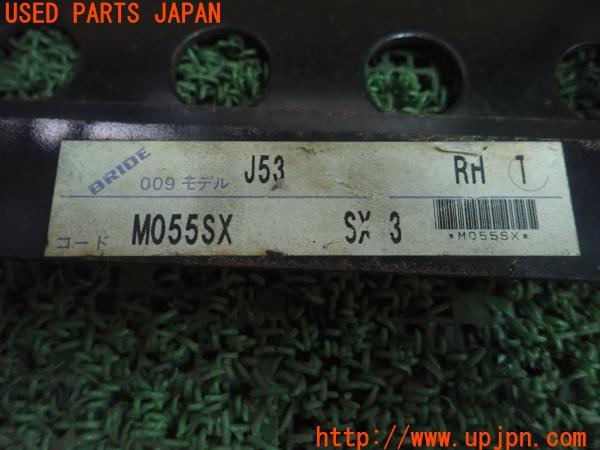 USED PARTS JAPAN
BRIDE 009 モデル J53 RH 1
コード M055SX SX 3
*M055SX*
http://www.upjpn.com/